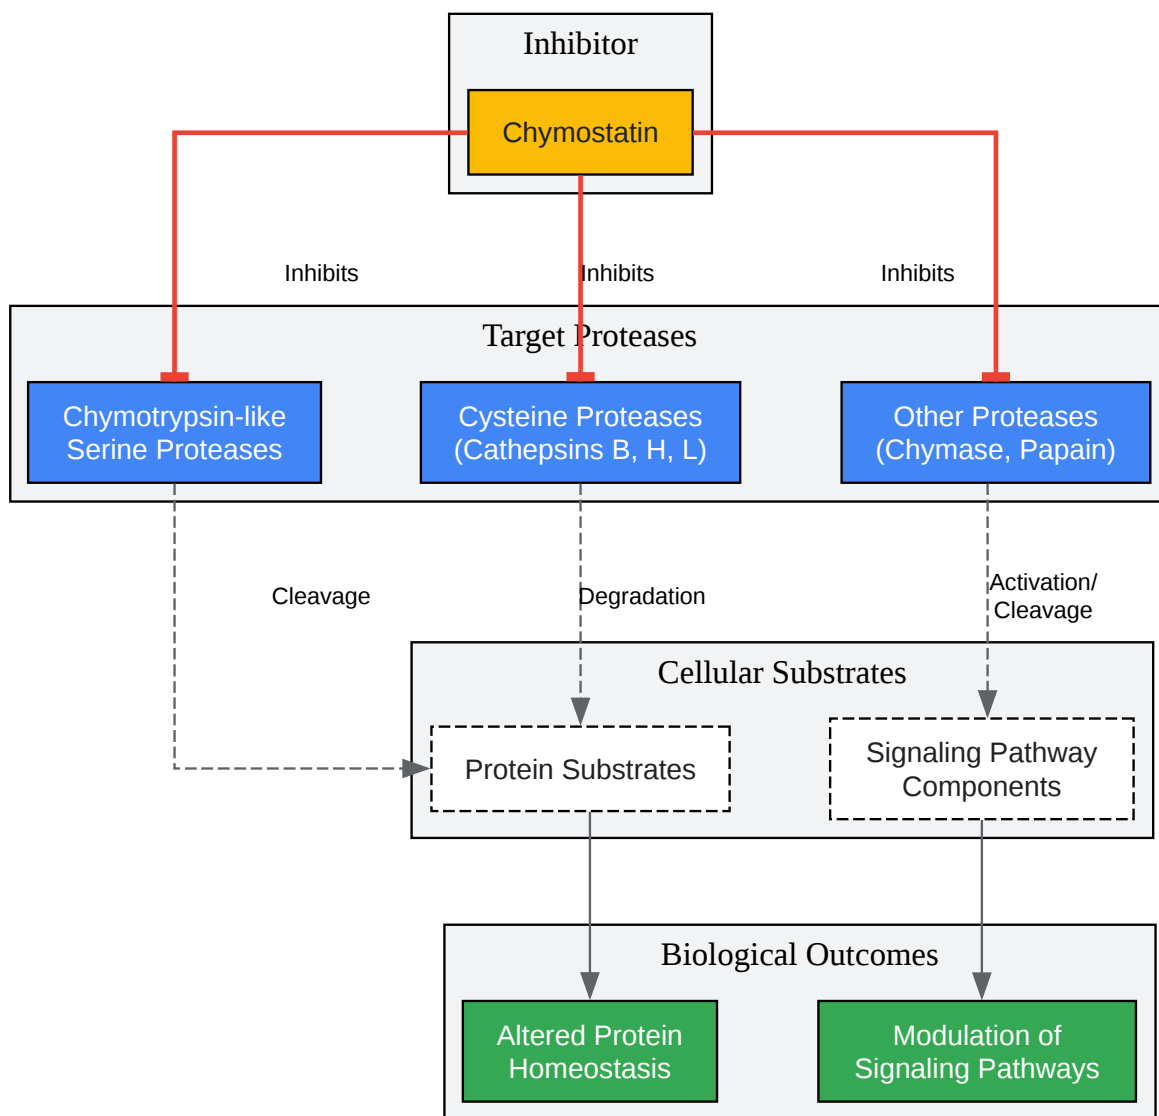 Inhibitor
Chymostatin
Inhibits
Inhibits
Inhibits
Target Proteases
Chymotrypsin-like
Serine Proteases
Cysteine Proteases
(Cathepsins B, H, L)
Other Proteases
(Chymase, Papain)
Cleavage
Degradation
Activation/
Cleavage
Cellular Substrates
Protein Substrates
Signaling Pathway
Components
Biological Outcomes
Altered Protein
Homeostasis
Modulation of
Signaling Pathways